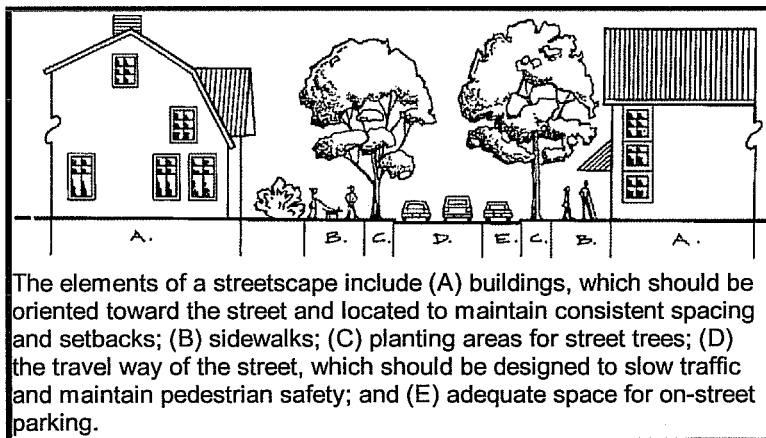 A. B. C. D. E. C. B. A.
The elements of a streetscape include (A) buildings, which should be
oriented toward the street and located to maintain consistent spacing
and setbacks; (B) sidewalks; (C) planting areas for street trees; (D)
the travel way of the street, which should be designed to slow traffic
and maintain pedestrian safety; and (E) adequate space for on-street
parking.